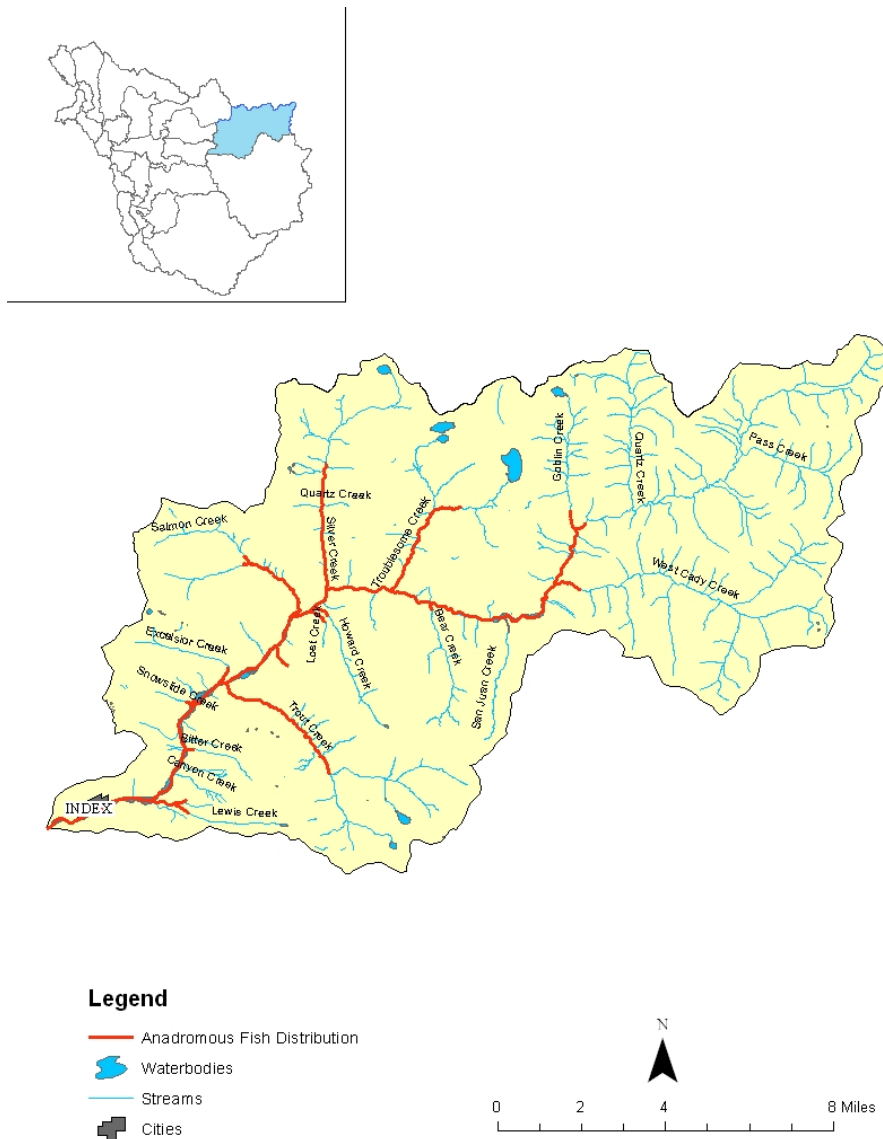 Pass Creek
Goblin Creek
Quartz Creek
Quartz Creek
Salmon Creek
Silver Creek
Troublesome Creek
West Cady Creek
Excelsior Creek
Lost Creek
Howard Creek
Bear Creek
San Juan Creek
Snowslide Creek
Trout Creek
Bitter Creek
Canyon Creek
INDEX
Lewis Creek
Legend
Anadromous Fish Distribution
Waterbodies
Streams
Cities
N
0 2 4 8 Miles